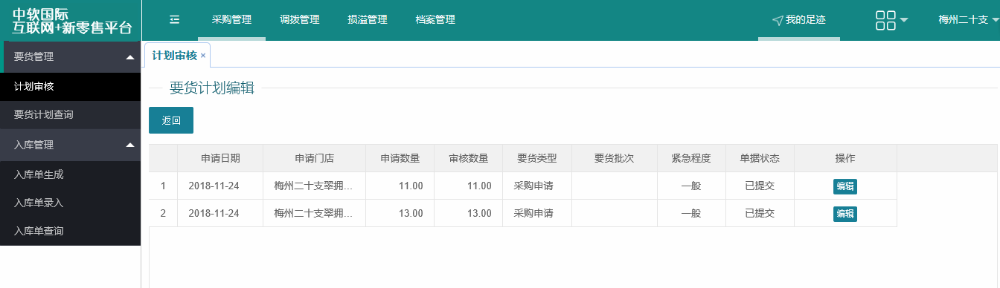 中软国际
互联网+新零售平台
采购管理 调拨管理 损溢管理 档案管理 我的足迹 梅州二十支
要货管理
计划审核
要货计划查询
入库管理
入库单生成
入库单录入
入库单查询
计划审核 ×
要货计划编辑
返回
申请日期 申请门店 申请数量 审核数量 要货类型 要货批次 紧急程度 单据状态 操作
1 2018-11-24 梅州二十支翠拥... 11.00 11.00 采购申请 一般 已提交 编辑
2 2018-11-24 梅州二十支翠拥... 13.00 13.00 采购申请 一般 已提交 编辑